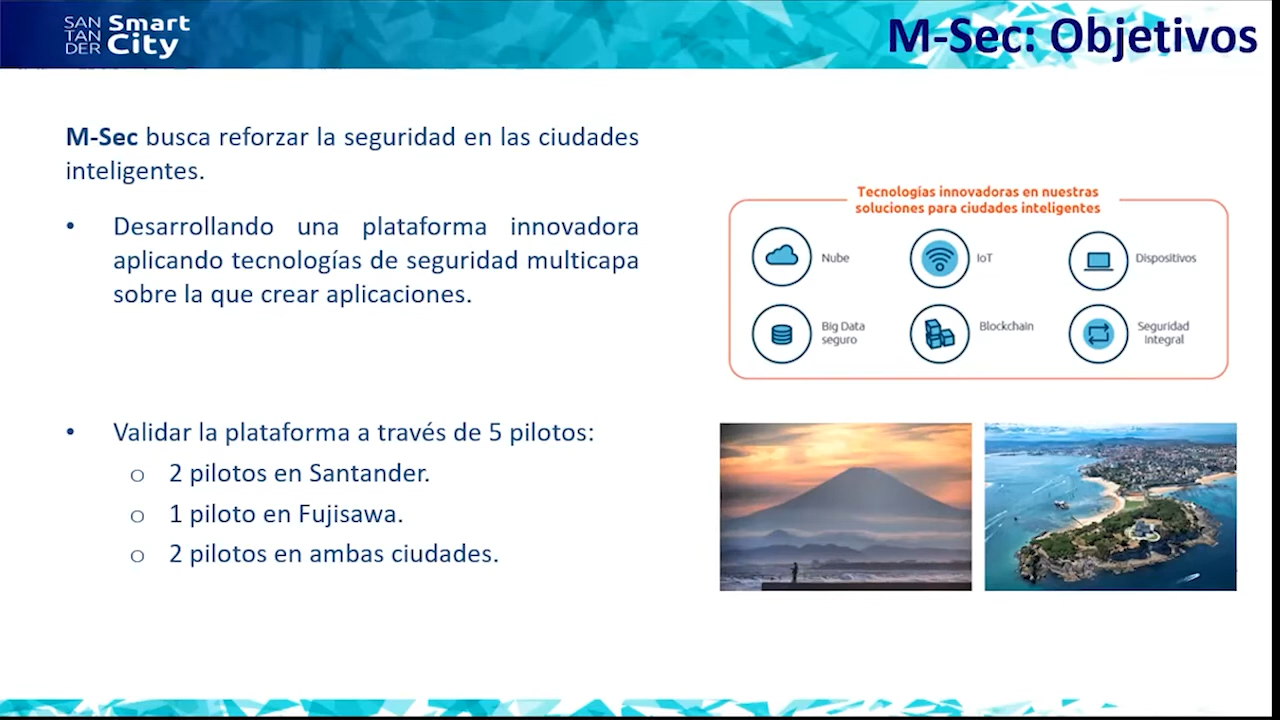 SAN
TAN
DER
Smart
City
M-Sec: Objetivos
M-Sec busca reforzar la seguridad en las ciudades
inteligentes.
• Desarrollando una plataforma innovadora
aplicando tecnologías de seguridad multicapa
sobre la que crear aplicaciones.
• Validar la plataforma a través de 5 pilotos:
o 2 pilotos en Santander.
o 1 piloto en Fujisawa.
o 2 pilotos en ambas ciudades.
Tecnologías innovadoras en nuestras
soluciones para ciudades inteligentes
Nube
IoT
Dispositivos
Big Data
seguro
Blockchain
Seguridad
Integral